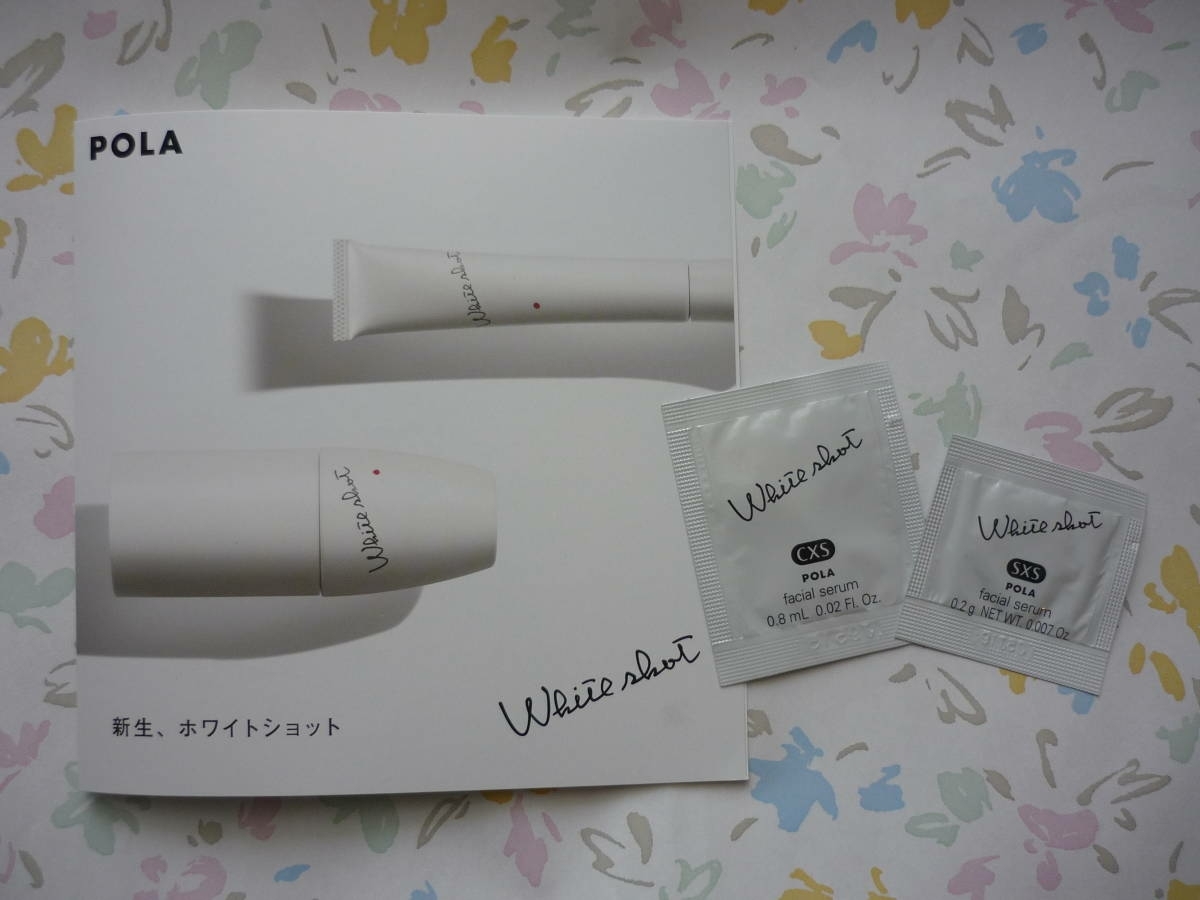 POLA
White shot
White shot
新生、ホワイトショット
White shot
White shot
CXS
POLA
facial serum
0.8 mL 0.02 Fl. Oz.
White shot
SXS
POLA
facial serum
0.2 g NET WT. 0.007 Oz